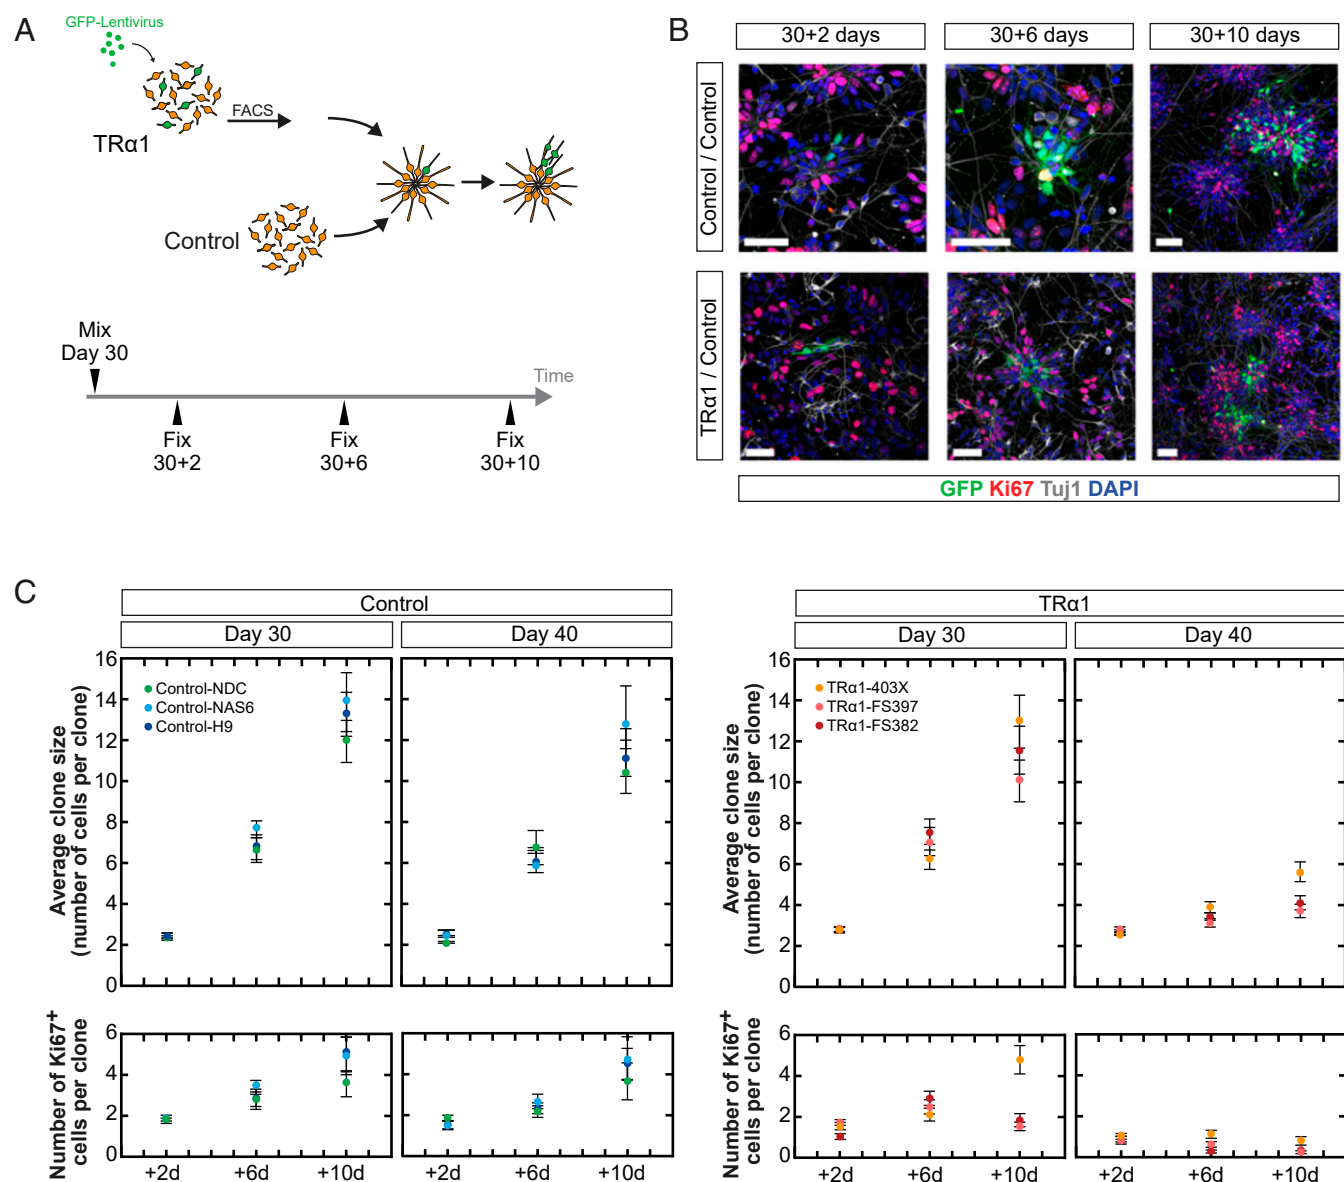 A
GFP-Lentivirus
TRα1
FACS
Control
Mix
Day 30
Time
Fix
30+2
Fix
30+6
Fix
30+10
B
30+2 days
30+6 days
30+10 days
Control / Control
TRα1 / Control
GFP Ki67 Tuj1 DAPI
C
Control
Day 30
Day 40
Average clone size
(number of cells per clone)
16
14
12
10
8
6
4
2
0
Control-NDC
Control-NAS6
Control-H9
Number of Ki67+
cells per clone
6
4
2
0
+2d
+6d
+10d
+2d
+6d
+10d
TRα1
Day 30
Day 40
Average clone size
(number of cells per clone)
16
14
12
10
8
6
4
2
0
TRα1-403X
TRα1-FS397
TRα1-FS382
Number of Ki67+
cells per clone
6
4
2
0
+2d
+6d
+10d
+2d
+6d
+10d